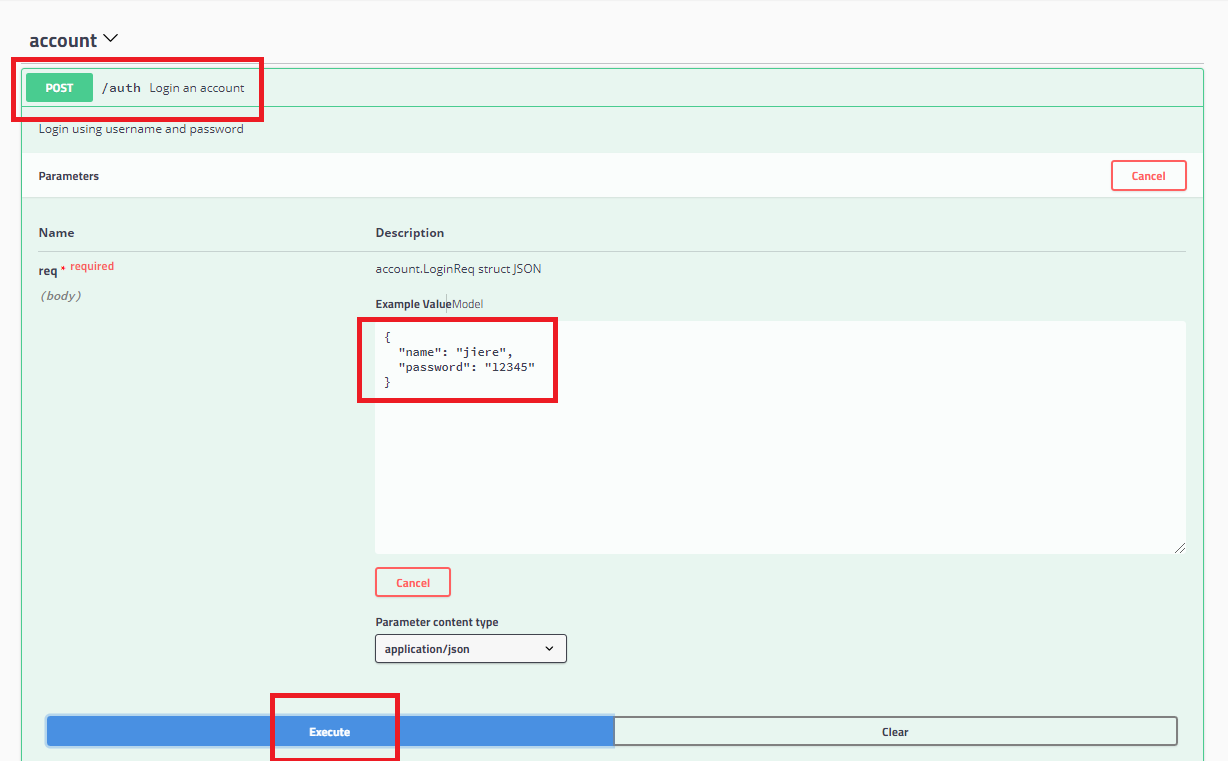 account
POST /auth Login an account
Login using username and password
Parameters
Cancel
Name Description
req * required account.LoginReq struct JSON
(body)
Example Value Model
{
"name": "jiere",
"password": "12345"
}
Cancel
Parameter content type
application/json
Execute Clear